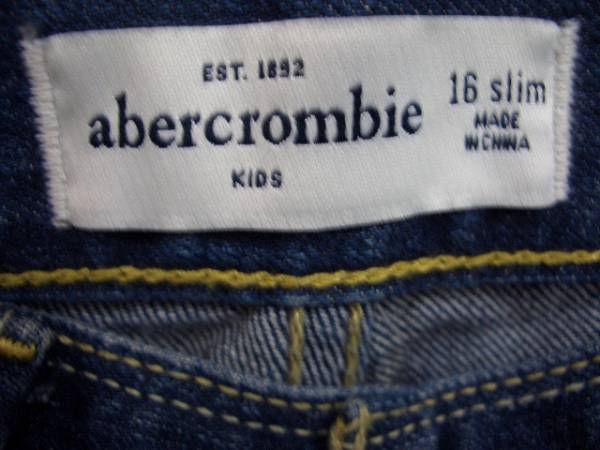 EST. 1892
abercrombie
KIDS
16 slim
MADE
IN CHINA